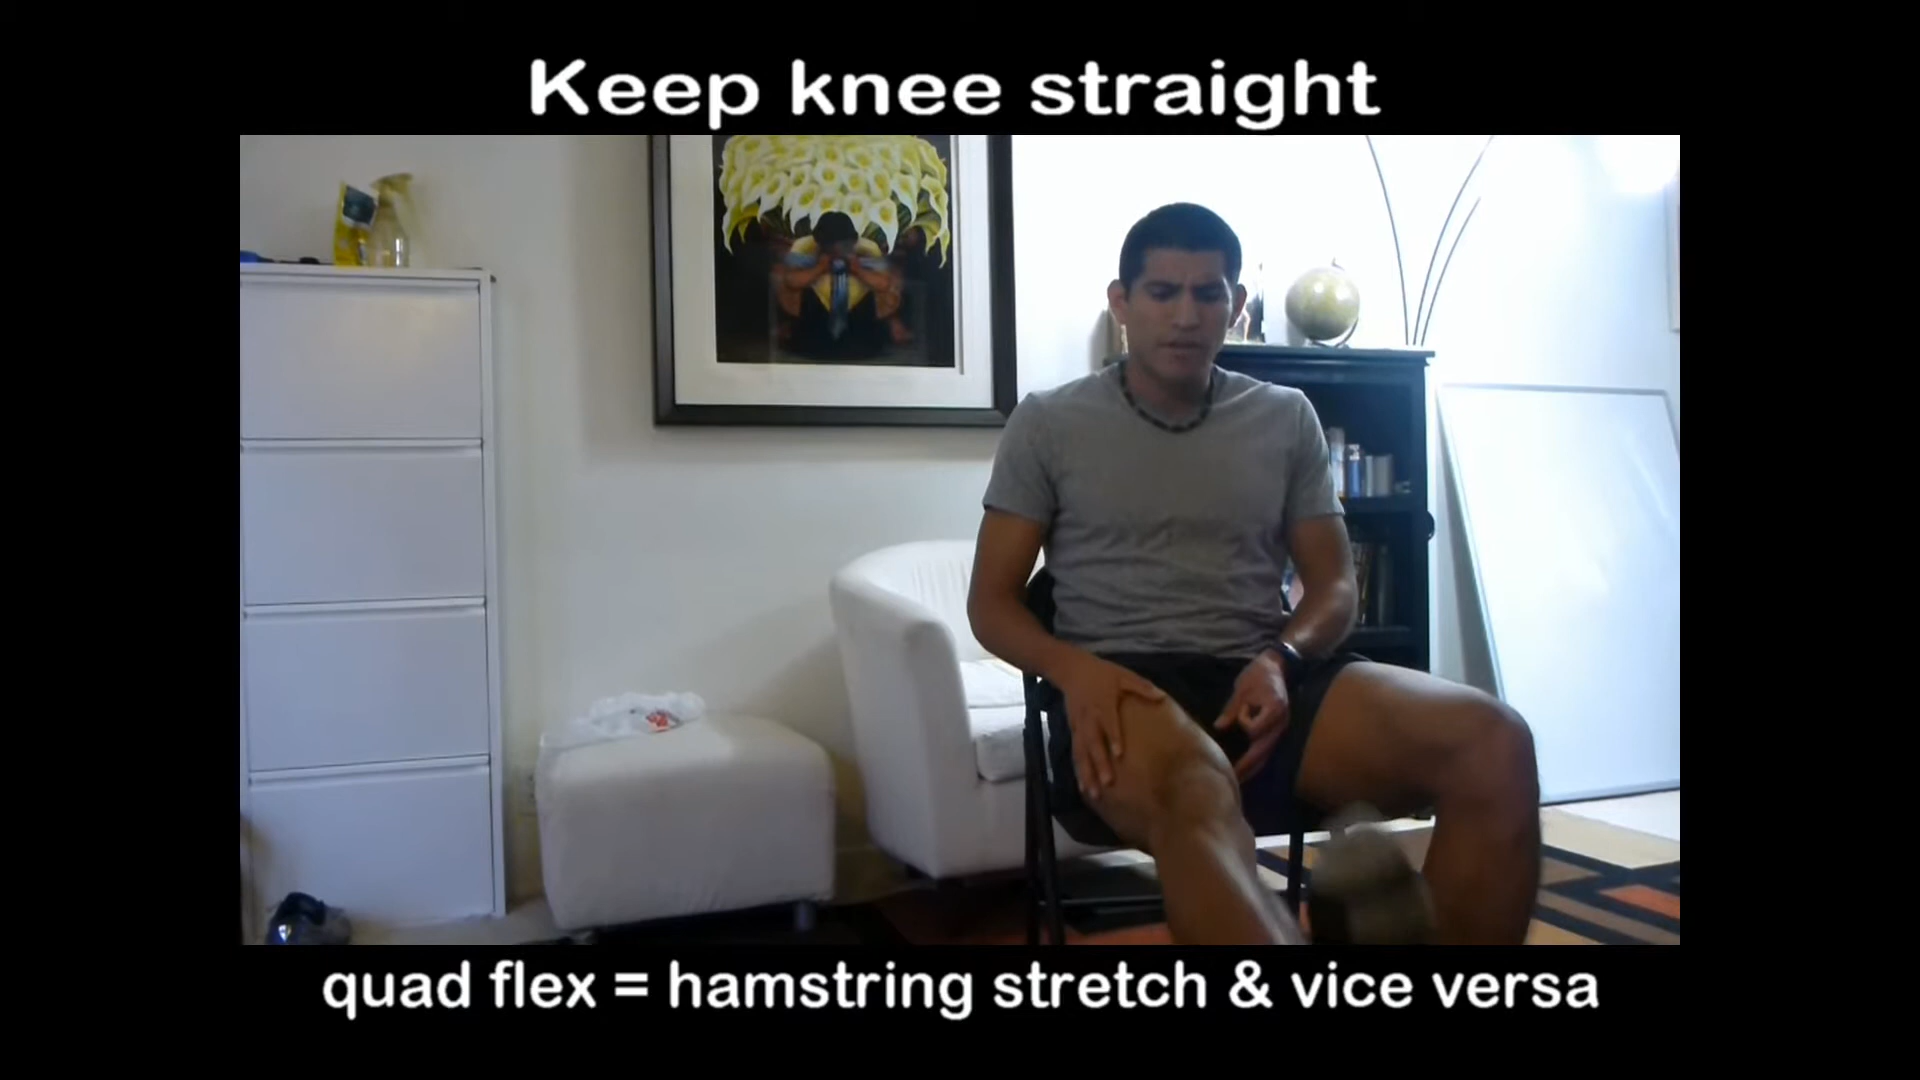 Keep knee straight
quad flex = hamstring stretch & vice versa